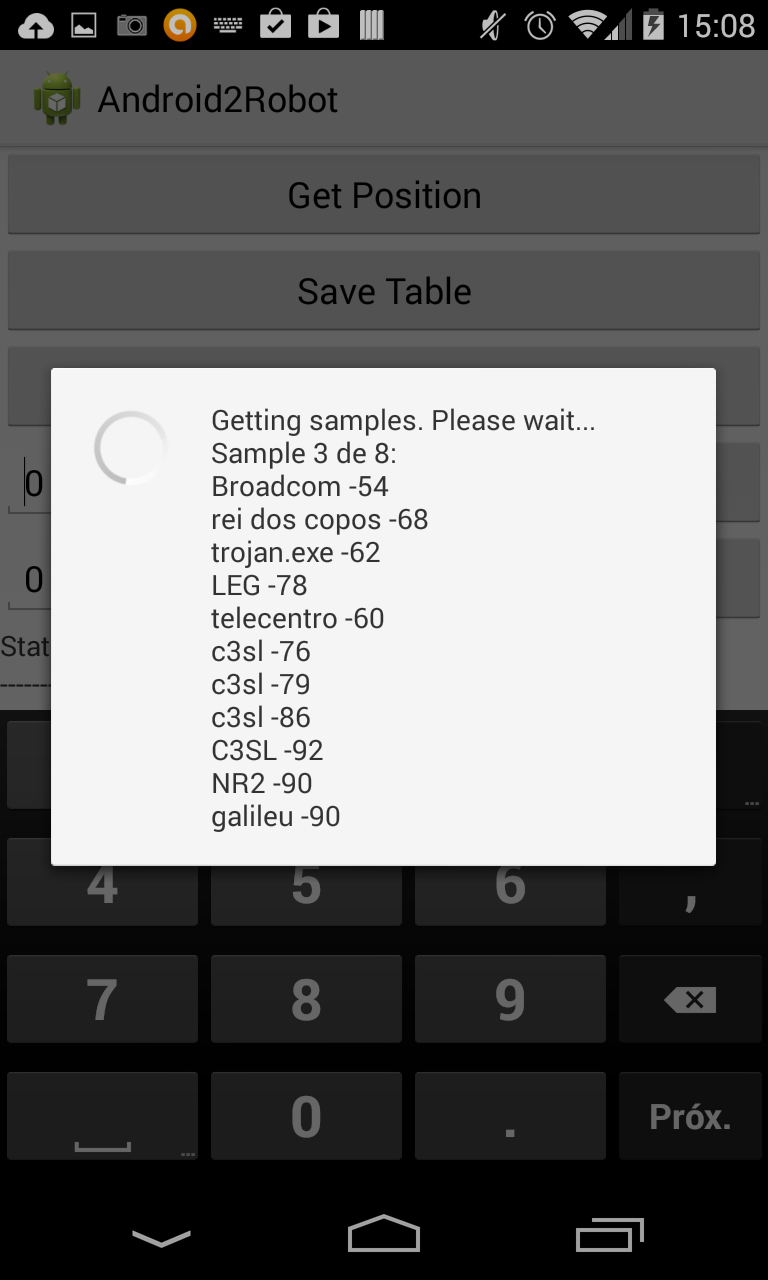 15:08
Android2Robot
Get Position
Save Table
Getting samples. Please wait...
Sample 3 de 8:
Broadcom -54
rei dos copos -68
trojan.exe -62
LEG -78
telecentro -60
c3sl -76
c3sl -79
c3sl -86
C3SL -92
NR2 -90
galileu -90
0
0
Stat
--------
4 5 6 ,
7 8 9
0 . Próx.